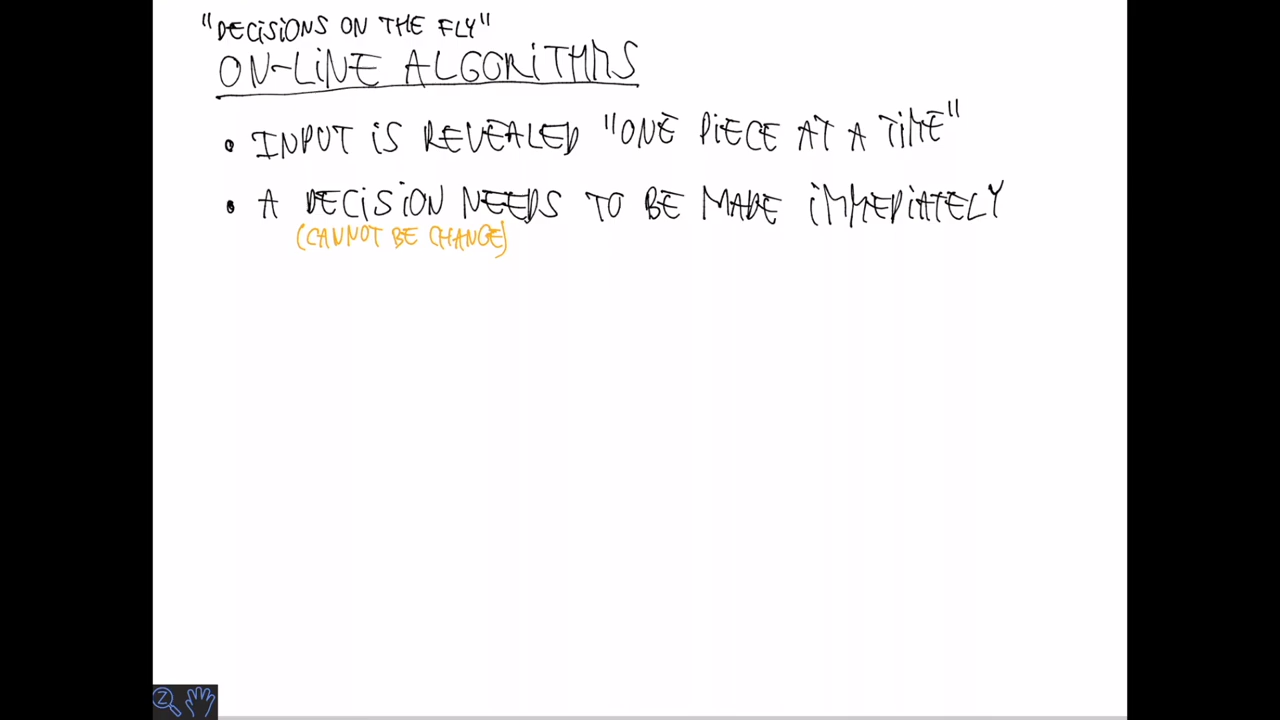 "DECISIONS ON THE FLY"
ON-LINE ALGORITHMS
• INPUT IS REVEALED "ONE PIECE AT A TIME"
• A DECISION NEEDS TO BE MADE IMMEDIATELY
(CANNOT BE CHANGE)
Z